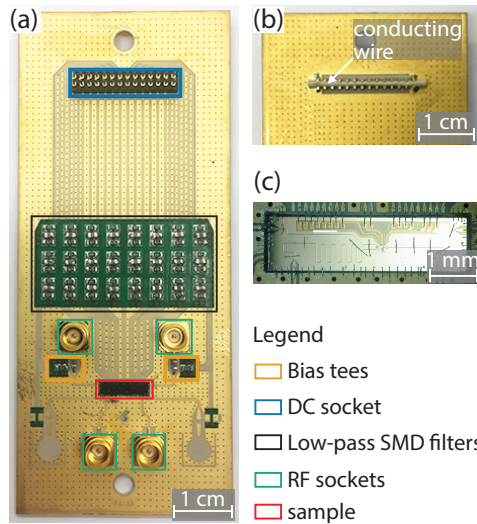 (a)
(b)
conducting
wire
1 cm
(c)
1 mm
1 cm
Legend
Bias tees
DC socket
Low-pass SMD filters
RF sockets
sample